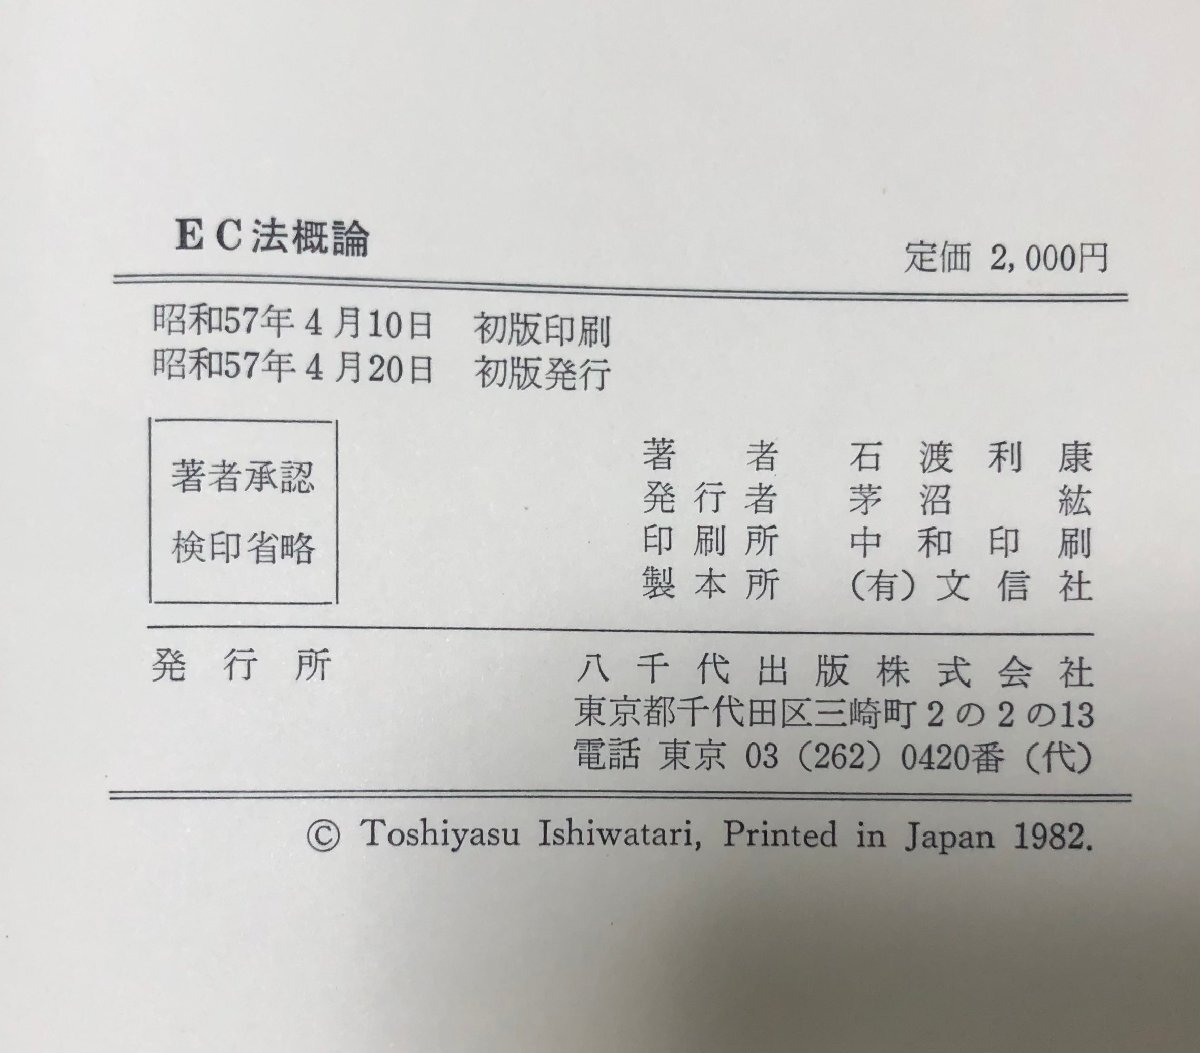 EC法概論
定価 2,000円
昭和57年4月10日 初版印刷
昭和57年4月20日 初版発行
著者承認
検印省略
著者 石渡利康
発行者 茅沼紘
印刷所 中和印刷
製本所 (有)文信社
発行所 八千代出版株式会社
東京都千代田区三崎町2の2の13
電話 東京 03 (262) 0420番 (代)
© Toshiyasu Ishiwatari, Printed in Japan 1982.